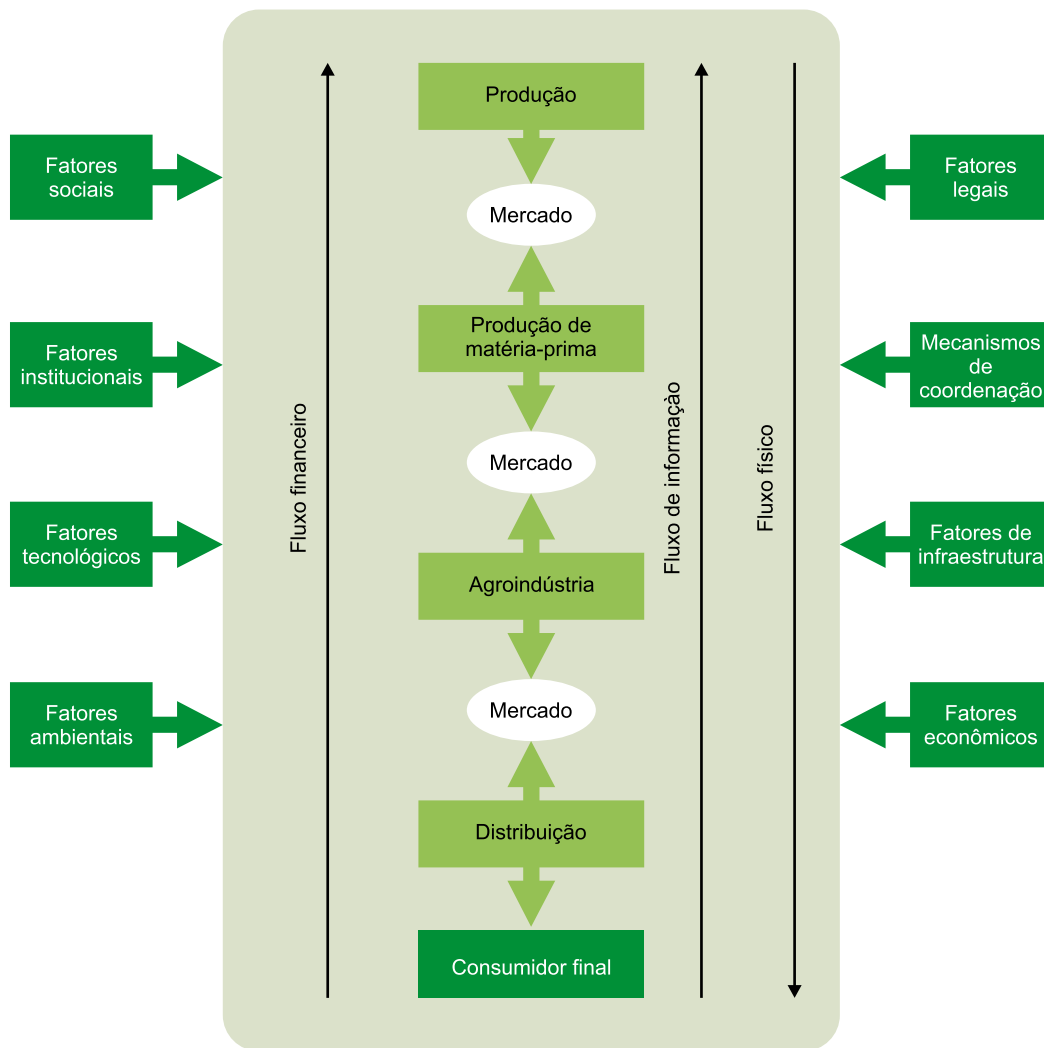 Produção
Fatores
sociais
Fatores
legais
Mercado
Produção de
matéria-prima
Fatores
institucionais
Mecanismos
de
coordenação
Fluxo financeiro
Fluxo de informaçào
Fluxo físico
Mercado
Fatores
tecnológicos
Fatores de
infraestrutura
Agroindústria
Fatores
ambientais
Mercado
Fatores
econômicos
Distribuição
Consumidor final